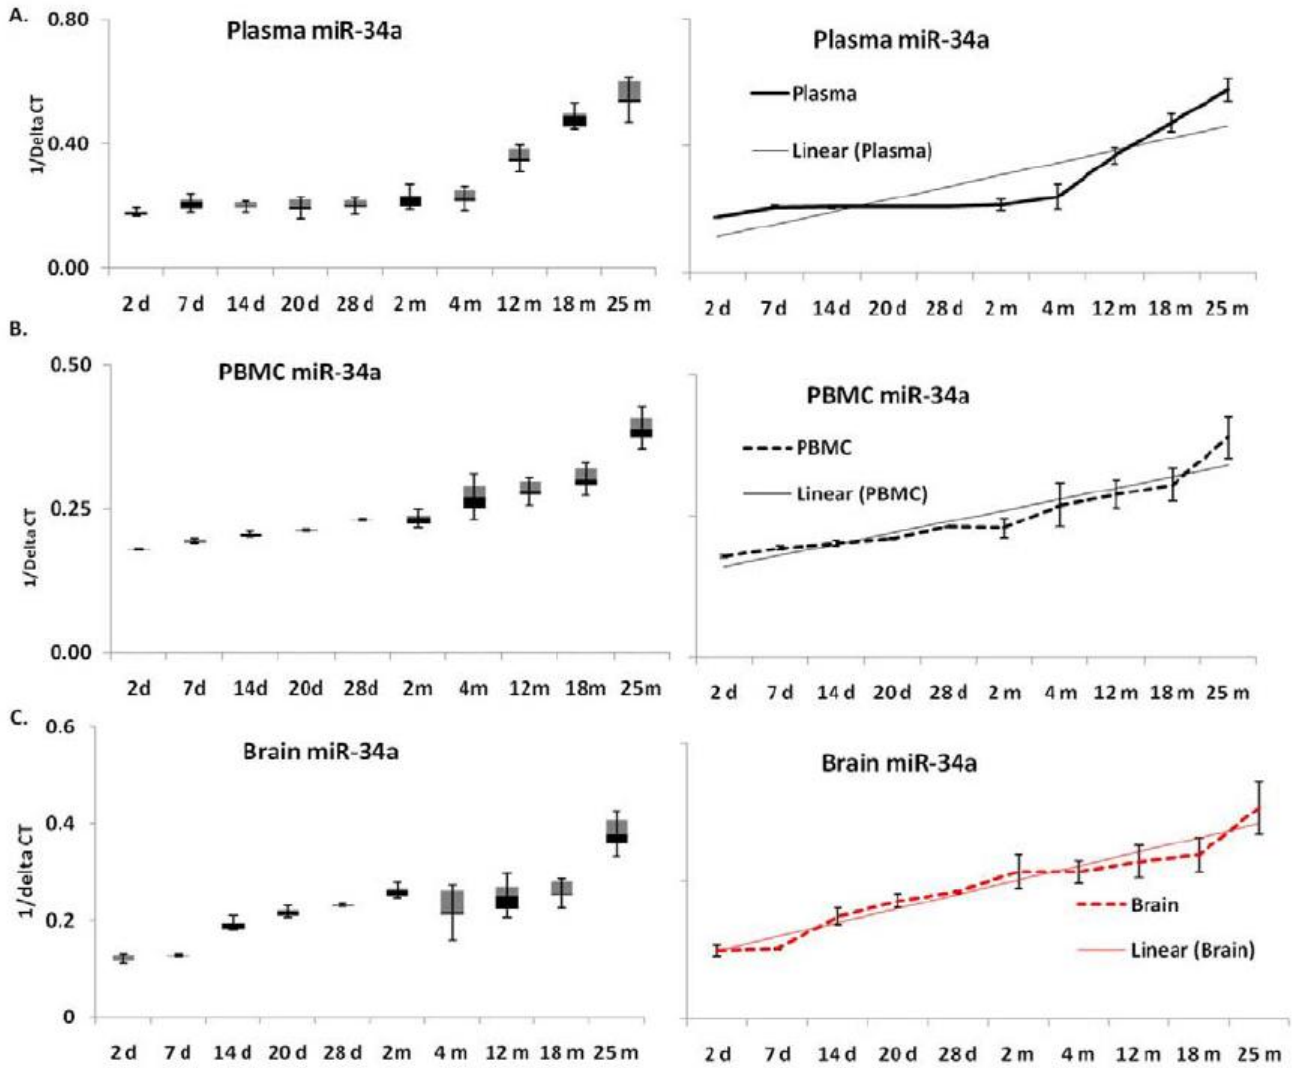 A.
0.80
Plasma miR-34a
1/Delta CT
0.40
0.00
2 d 7 d 14 d 20 d 28 d 2 m 4 m 12 m 18 m 25 m
Plasma miR-34a
Plasma
Linear (Plasma)
2 d 7 d 14 d 20 d 28 d 2 m 4 m 12 m 18 m 25 m
B.
0.50
PBMC miR-34a
1/Delta CT
0.25
0.00
2d 7d 14d 20d 28d 2m 4m 12m 18m 25m
PBMC miR-34a
PBMC
Linear (PBMC)
2 d 7 d 14 d 20 d 28 d 2 m 4 m 12 m 18 m 25 m
C.
0.6
Brain miR-34a
1/delta CT
0.4
0.2
0
2 d 7 d 14 d 20 d 28 d 2m 4 m 12 m 18 m 25 m
Brain miR-34a
Brain
Linear (Brain)
2 d 7 d 14 d 20 d 28 d 2 m 4 m 12 m 18 m 25 m